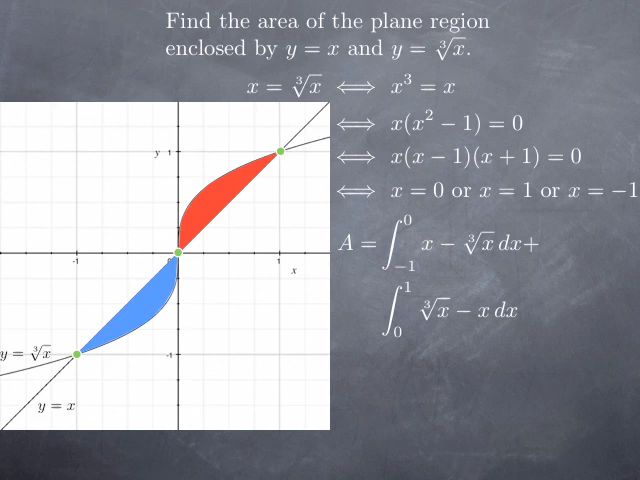 Find the area of the plane region
enclosed by y = x and y = ∛x.
x = ∛x ⟺ x³ = x
⟺ x(x² − 1) = 0
⟺ x(x − 1)(x + 1) = 0
⟺ x = 0 or x = 1 or x = −1
A = ∫₋₁⁰ x − ∛x dx+
∫₀¹ ∛x − x dx
y 1
-1 0 1
x
y = ∛x
-1
y = x